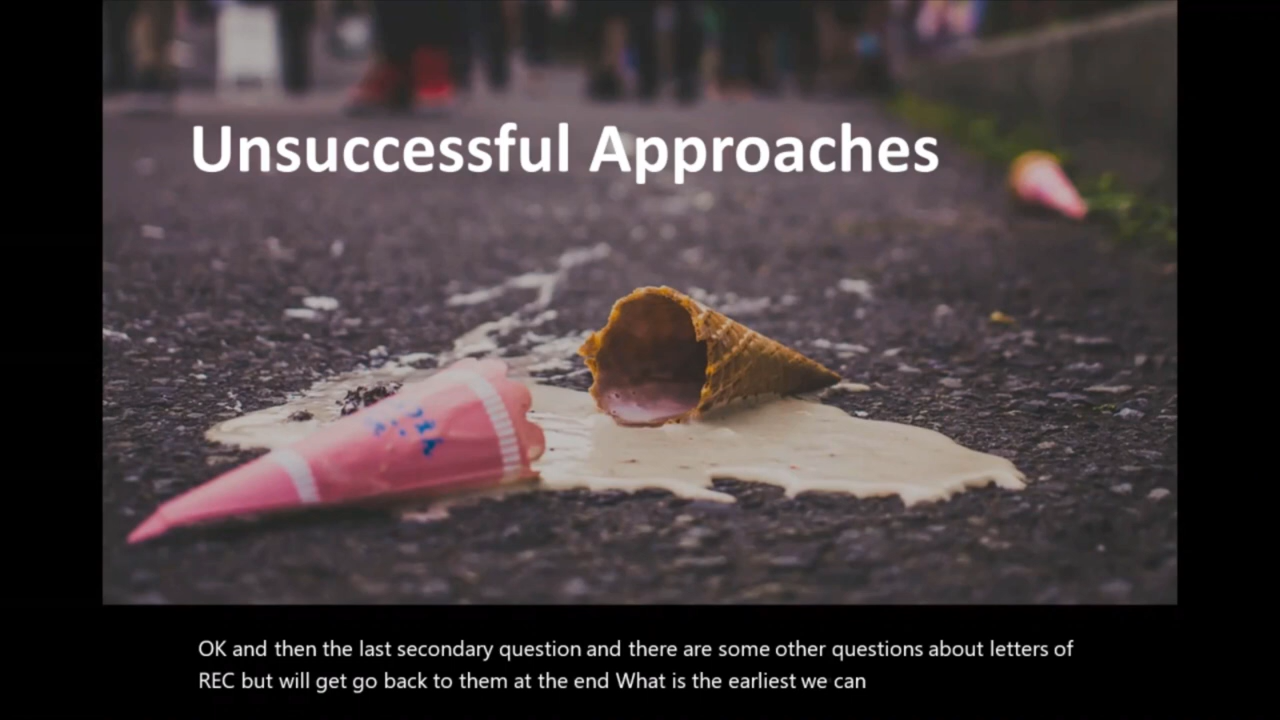 Unsuccessful Approaches
OK and then the last secondary question and there are some other questions about letters of
REC but will get go back to them at the end What is the earliest we can